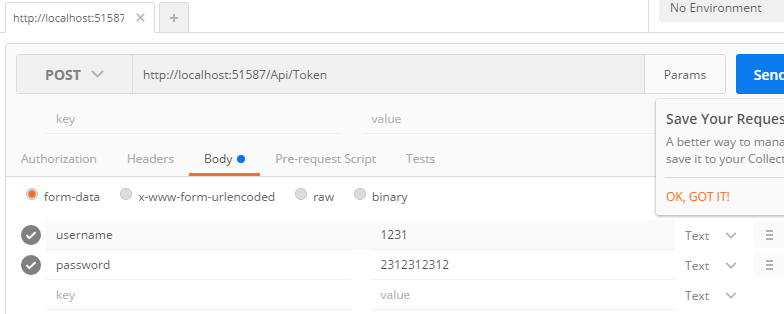 http://localhost:51587 × +
No Environment
POST http://localhost:51587/Api/Token Params Send
key value
Save Your Reques
A better way to mana
save it to your Collect
OK, GOT IT!
Authorization Headers Body Pre-request Script Tests
form-data x-www-form-urlencoded raw binary
username 1231 Text
password 2312312312 Text
key value Text